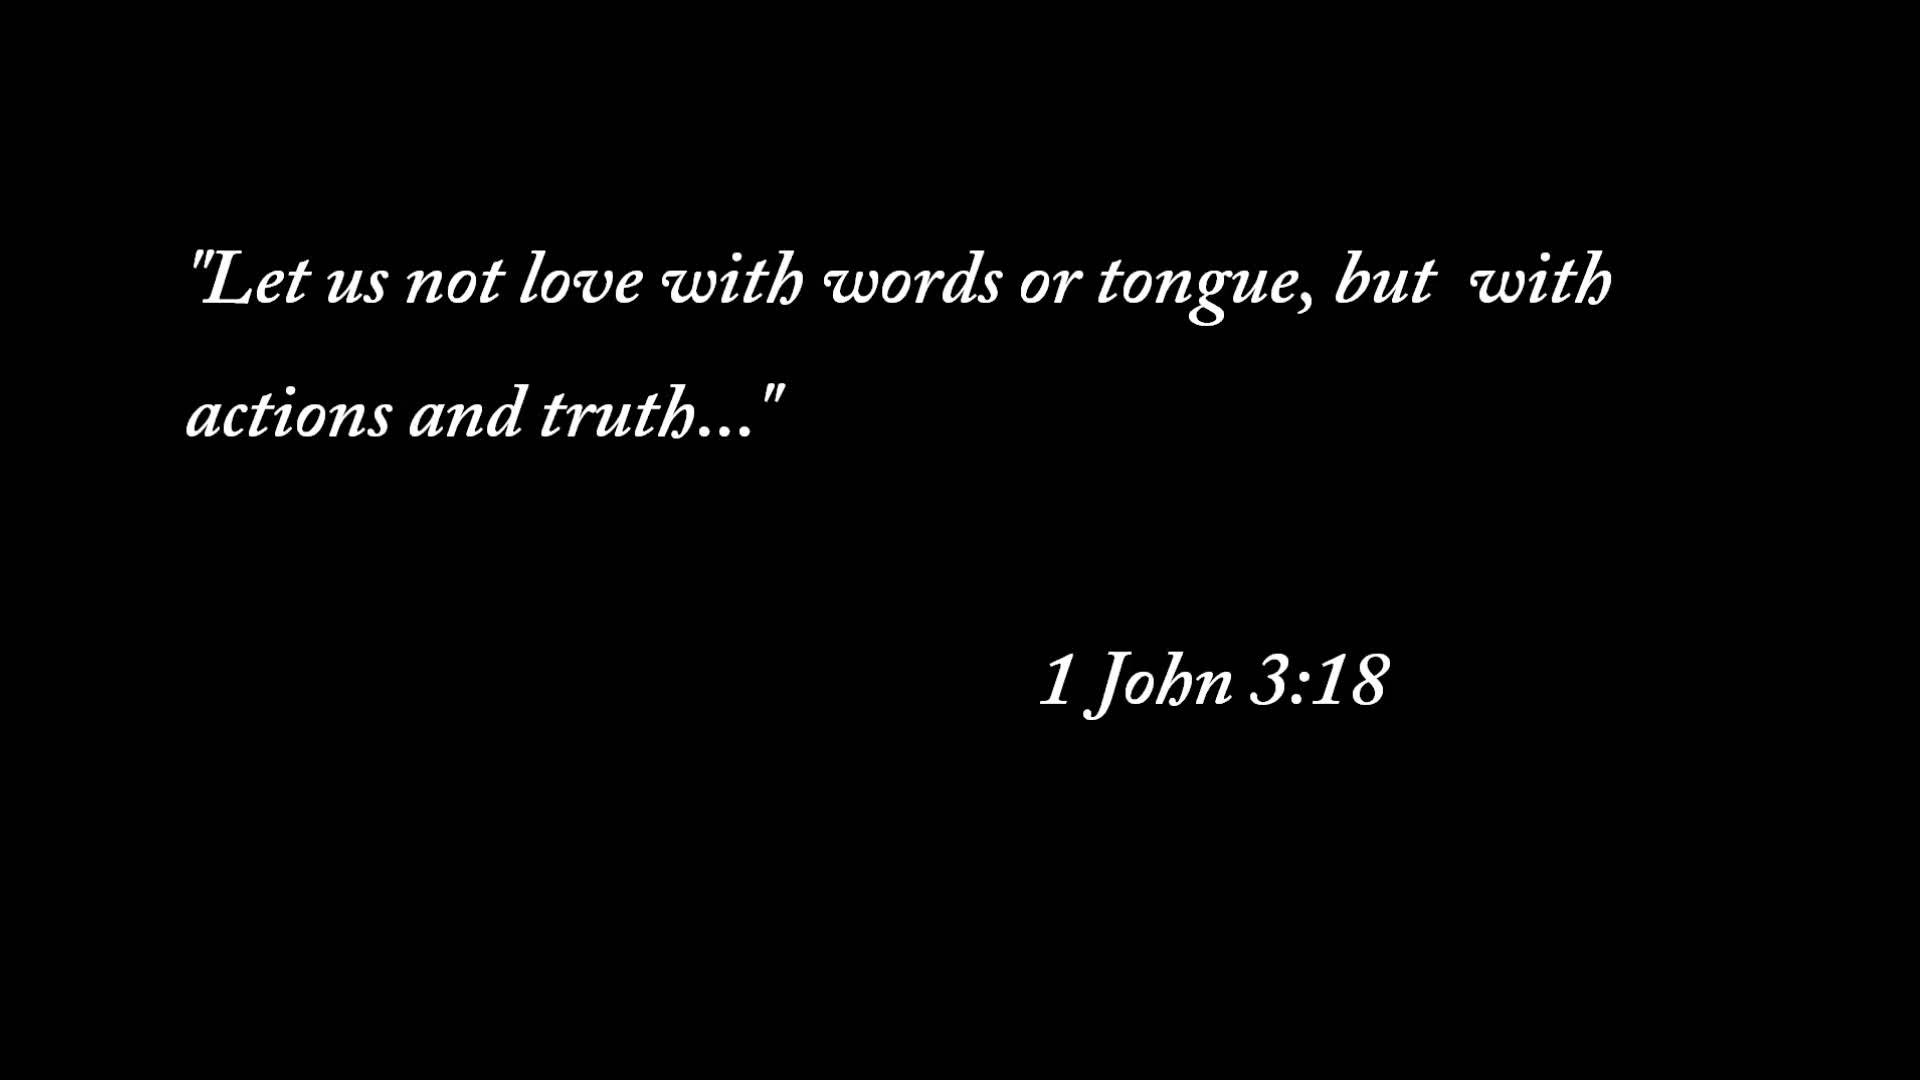 "Let us not love with words or tongue, but  with
actions and truth..."
1 John 3:18